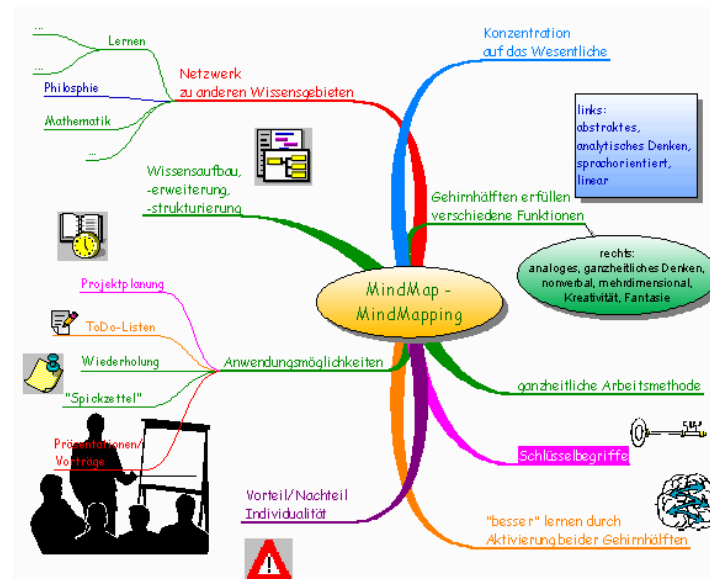 MindMap -
MindMapping
Konzentration
auf das Wesentliche
Gehirnhälften erfüllen
verschiedene Funktionen
links:
abstraktes,
analytisches Denken,
sprachorientiert,
linear
rechts:
analoges, ganzheitliches Denken,
nonverbal, mehrdimensional,
Kreativität, Fantasie
ganzheitliche Arbeitsmethode
Schlüsselbegriffe
"besser" lernen durch
Aktivierung beider Gehirnhälften
Vorteil/Nachteil
Individualität
Anwendungsmöglichkeiten
Projektplanung
ToDo-Listen
Wiederholung
"Spickzettel"
Präsentationen/
Vorträge
Wissensaufbau,
-erweiterung,
-strukturierung
Netzwerk
zu anderen Wissensgebieten
...
Lernen
...
Philosphie
Mathematik
...